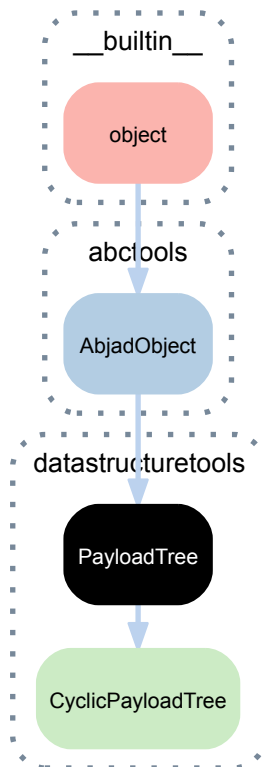 __builtin__
object
abctools
AbjadObject
datastructuretools
PayloadTree
CyclicPayloadTree